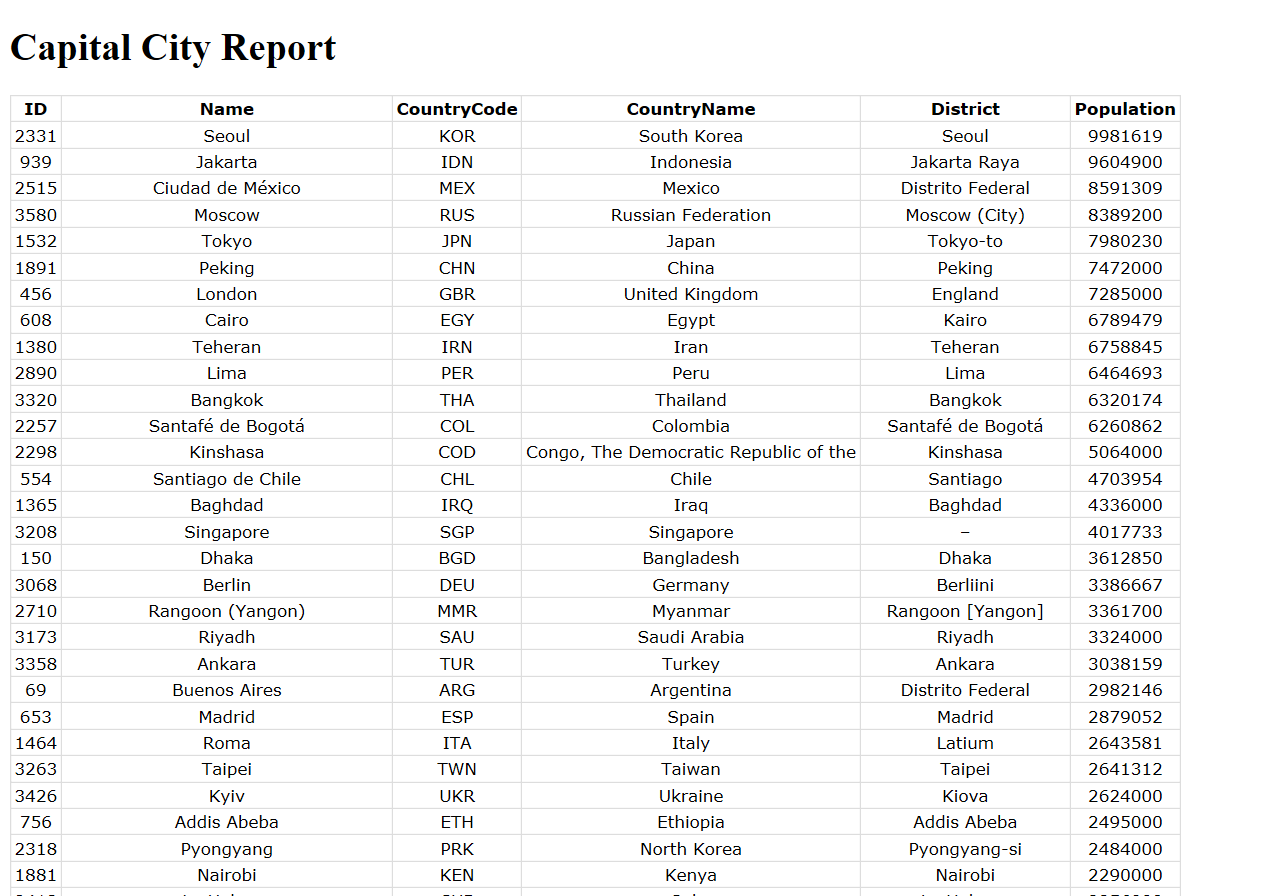 Capital City Report
ID Name CountryCode CountryName District Population
2331 Seoul KOR South Korea Seoul 9981619
939 Jakarta IDN Indonesia Jakarta Raya 9604900
2515 Ciudad de México MEX Mexico Distrito Federal 8591309
3580 Moscow RUS Russian Federation Moscow (City) 8389200
1532 Tokyo JPN Japan Tokyo-to 7980230
1891 Peking CHN China Peking 7472000
456 London GBR United Kingdom England 7285000
608 Cairo EGY Egypt Kairo 6789479
1380 Teheran IRN Iran Teheran 6758845
2890 Lima PER Peru Lima 6464693
3320 Bangkok THA Thailand Bangkok 6320174
2257 Santafé de Bogotá COL Colombia Santafé de Bogotá 6260862
2298 Kinshasa COD Congo, The Democratic Republic of the Kinshasa 5064000
554 Santiago de Chile CHL Chile Santiago 4703954
1365 Baghdad IRQ Iraq Baghdad 4336000
3208 Singapore SGP Singapore – 4017733
150 Dhaka BGD Bangladesh Dhaka 3612850
3068 Berlin DEU Germany Berliini 3386667
2710 Rangoon (Yangon) MMR Myanmar Rangoon [Yangon] 3361700
3173 Riyadh SAU Saudi Arabia Riyadh 3324000
3358 Ankara TUR Turkey Ankara 3038159
69 Buenos Aires ARG Argentina Distrito Federal 2982146
653 Madrid ESP Spain Madrid 2879052
1464 Roma ITA Italy Latium 2643581
3263 Taipei TWN Taiwan Taipei 2641312
3426 Kyiv UKR Ukraine Kiova 2624000
756 Addis Abeba ETH Ethiopia Addis Abeba 2495000
2318 Pyongyang PRK North Korea Pyongyang-si 2484000
1881 Nairobi KEN Kenya Nairobi 2290000